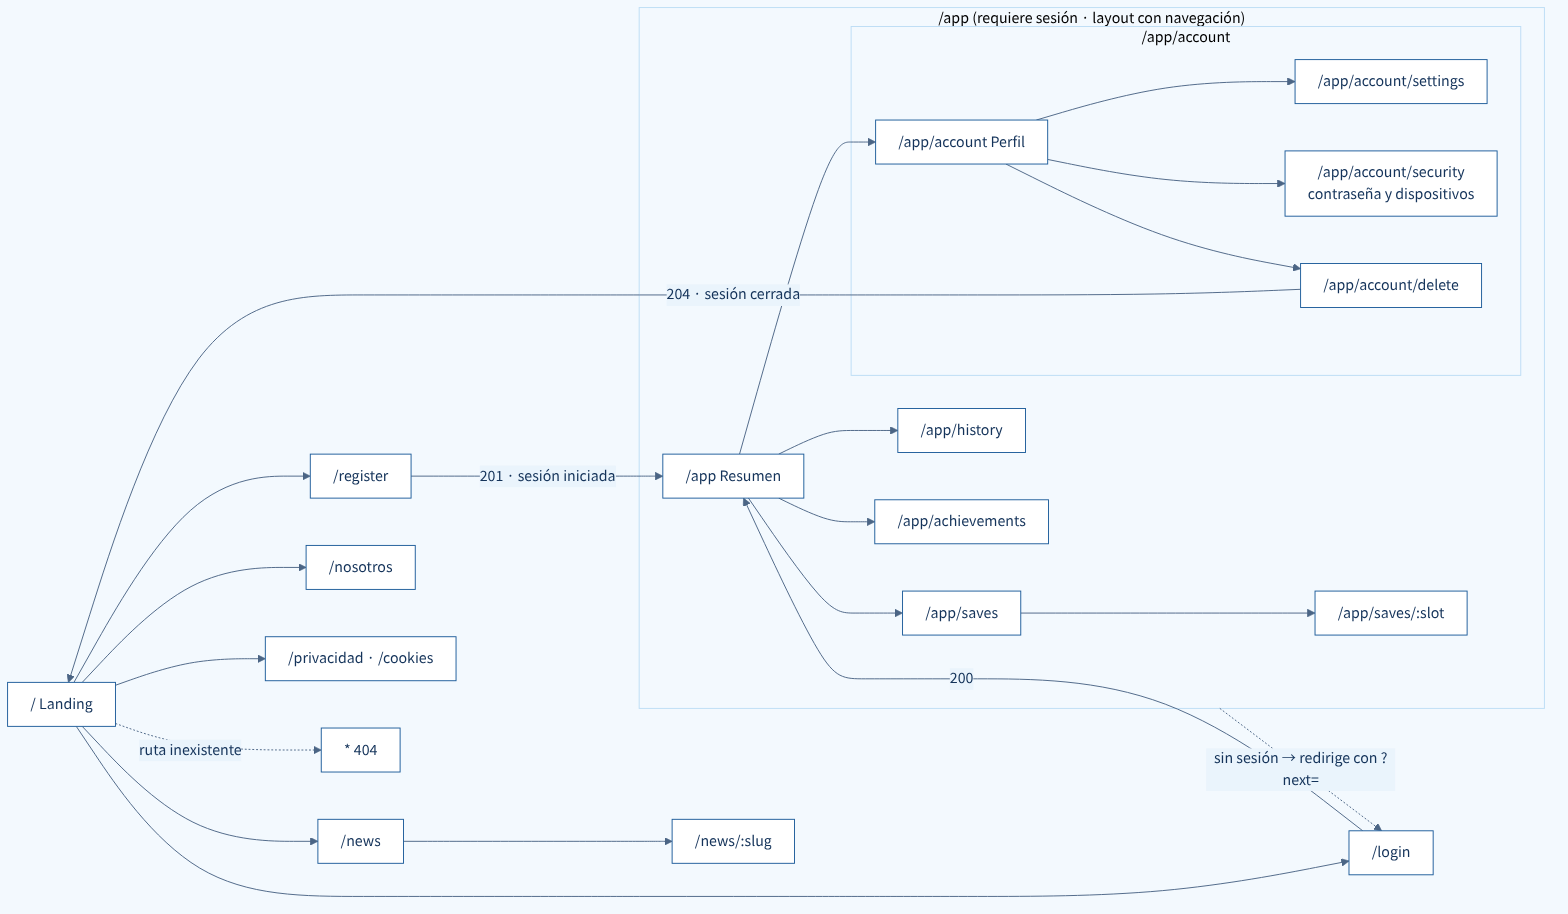 /app (requiere sesión · layout con navegación)
/app/account
/app/account/settings
/app/account Perfil
/app/account/security
contraseña y dispositivos
/app/account/delete
204 · sesión cerrada
/app/history
/register
201 · sesión iniciada
/app Resumen
/app/achievements
/nosotros
/app/saves
/app/saves/:slot
/privacidad · /cookies
200
/ Landing
ruta inexistente
* 404
sin sesión → redirige con ?
next=
/news
/news/:slug
/login